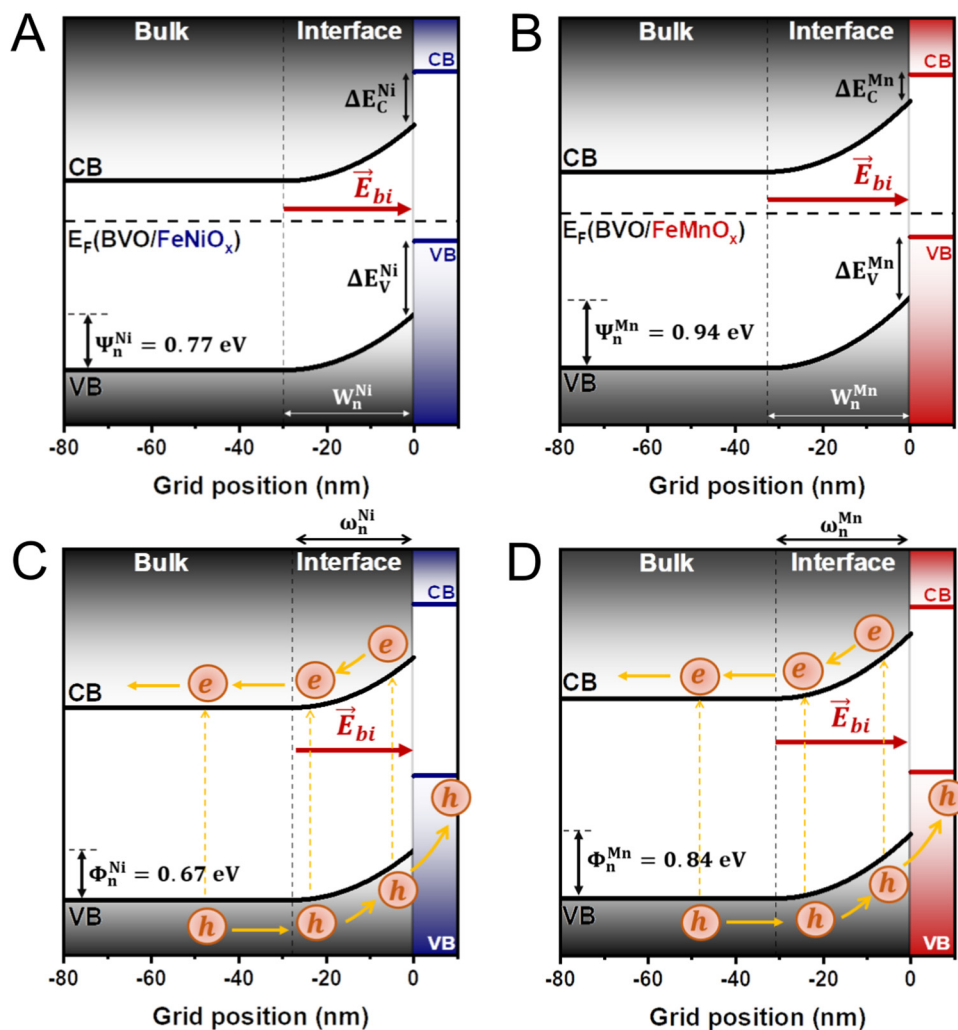 A
Bulk
Interface
CB
ΔE_C^Ni
CB
E⃗_bi
E_F(BVO/FeNiO_x)
VB
ΔE_V^Ni
Ψ_n^Ni = 0.77 eV
VB
W_n^Ni
-80 -60 -40 -20 0
Grid position (nm)
B
Bulk
Interface
CB
ΔE_C^Mn
CB
E⃗_bi
E_F(BVO/FeMnO_x)
VB
ΔE_V^Mn
Ψ_n^Mn = 0.94 eV
VB
W_n^Mn
-80 -60 -40 -20 0
Grid position (nm)
C
ω_n^Ni
Bulk
Interface
CB
e
e
e
CB
E⃗_bi
h
Φ_n^Ni = 0.67 eV
h
VB
h
h
VB
-80 -60 -40 -20 0
Grid position (nm)
D
ω_n^Mn
Bulk
Interface
CB
e
e
e
CB
E⃗_bi
h
Φ_n^Mn = 0.84 eV
h
VB
h
h
VB
-80 -60 -40 -20 0
Grid position (nm)